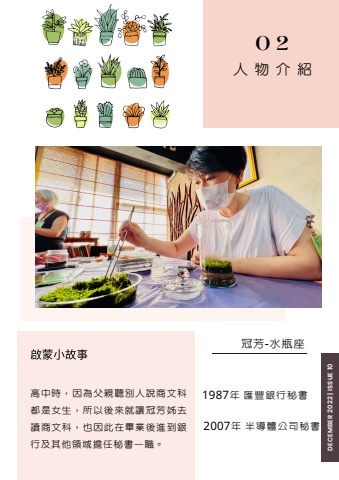 02
人物介紹
啟蒙小故事
高中時，因為父親聽別人說商文科
都是女生，所以後來就讓冠芳姊去
讀商文科，也因此在畢業後進到銀
行及其他領域擔任秘書一職。
冠芳-水瓶座
1987年 匯豐銀行秘書
2007年 半導體公司秘書
DECEMBER 2022 | ISSUE 10